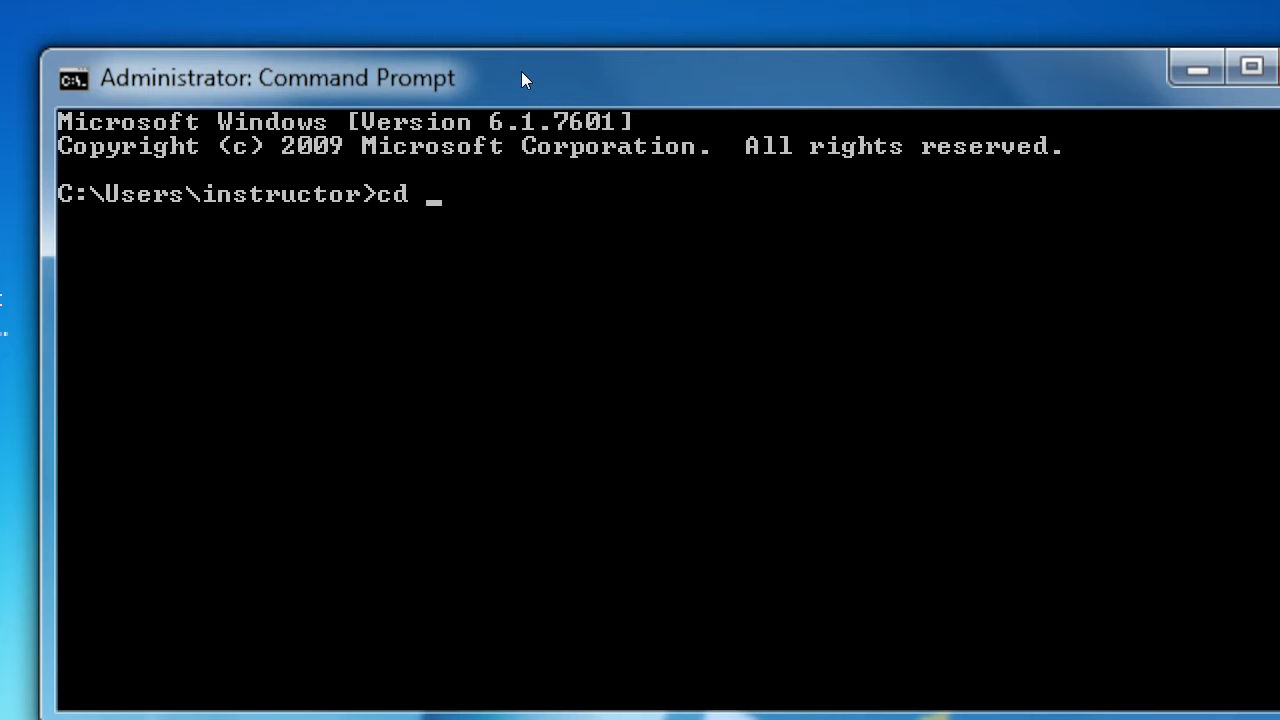 Administrator: Command Prompt
Microsoft Windows [Version 6.1.7601]
Copyright (c) 2009 Microsoft Corporation.  All rights reserved.
C:\Users\instructor>cd _